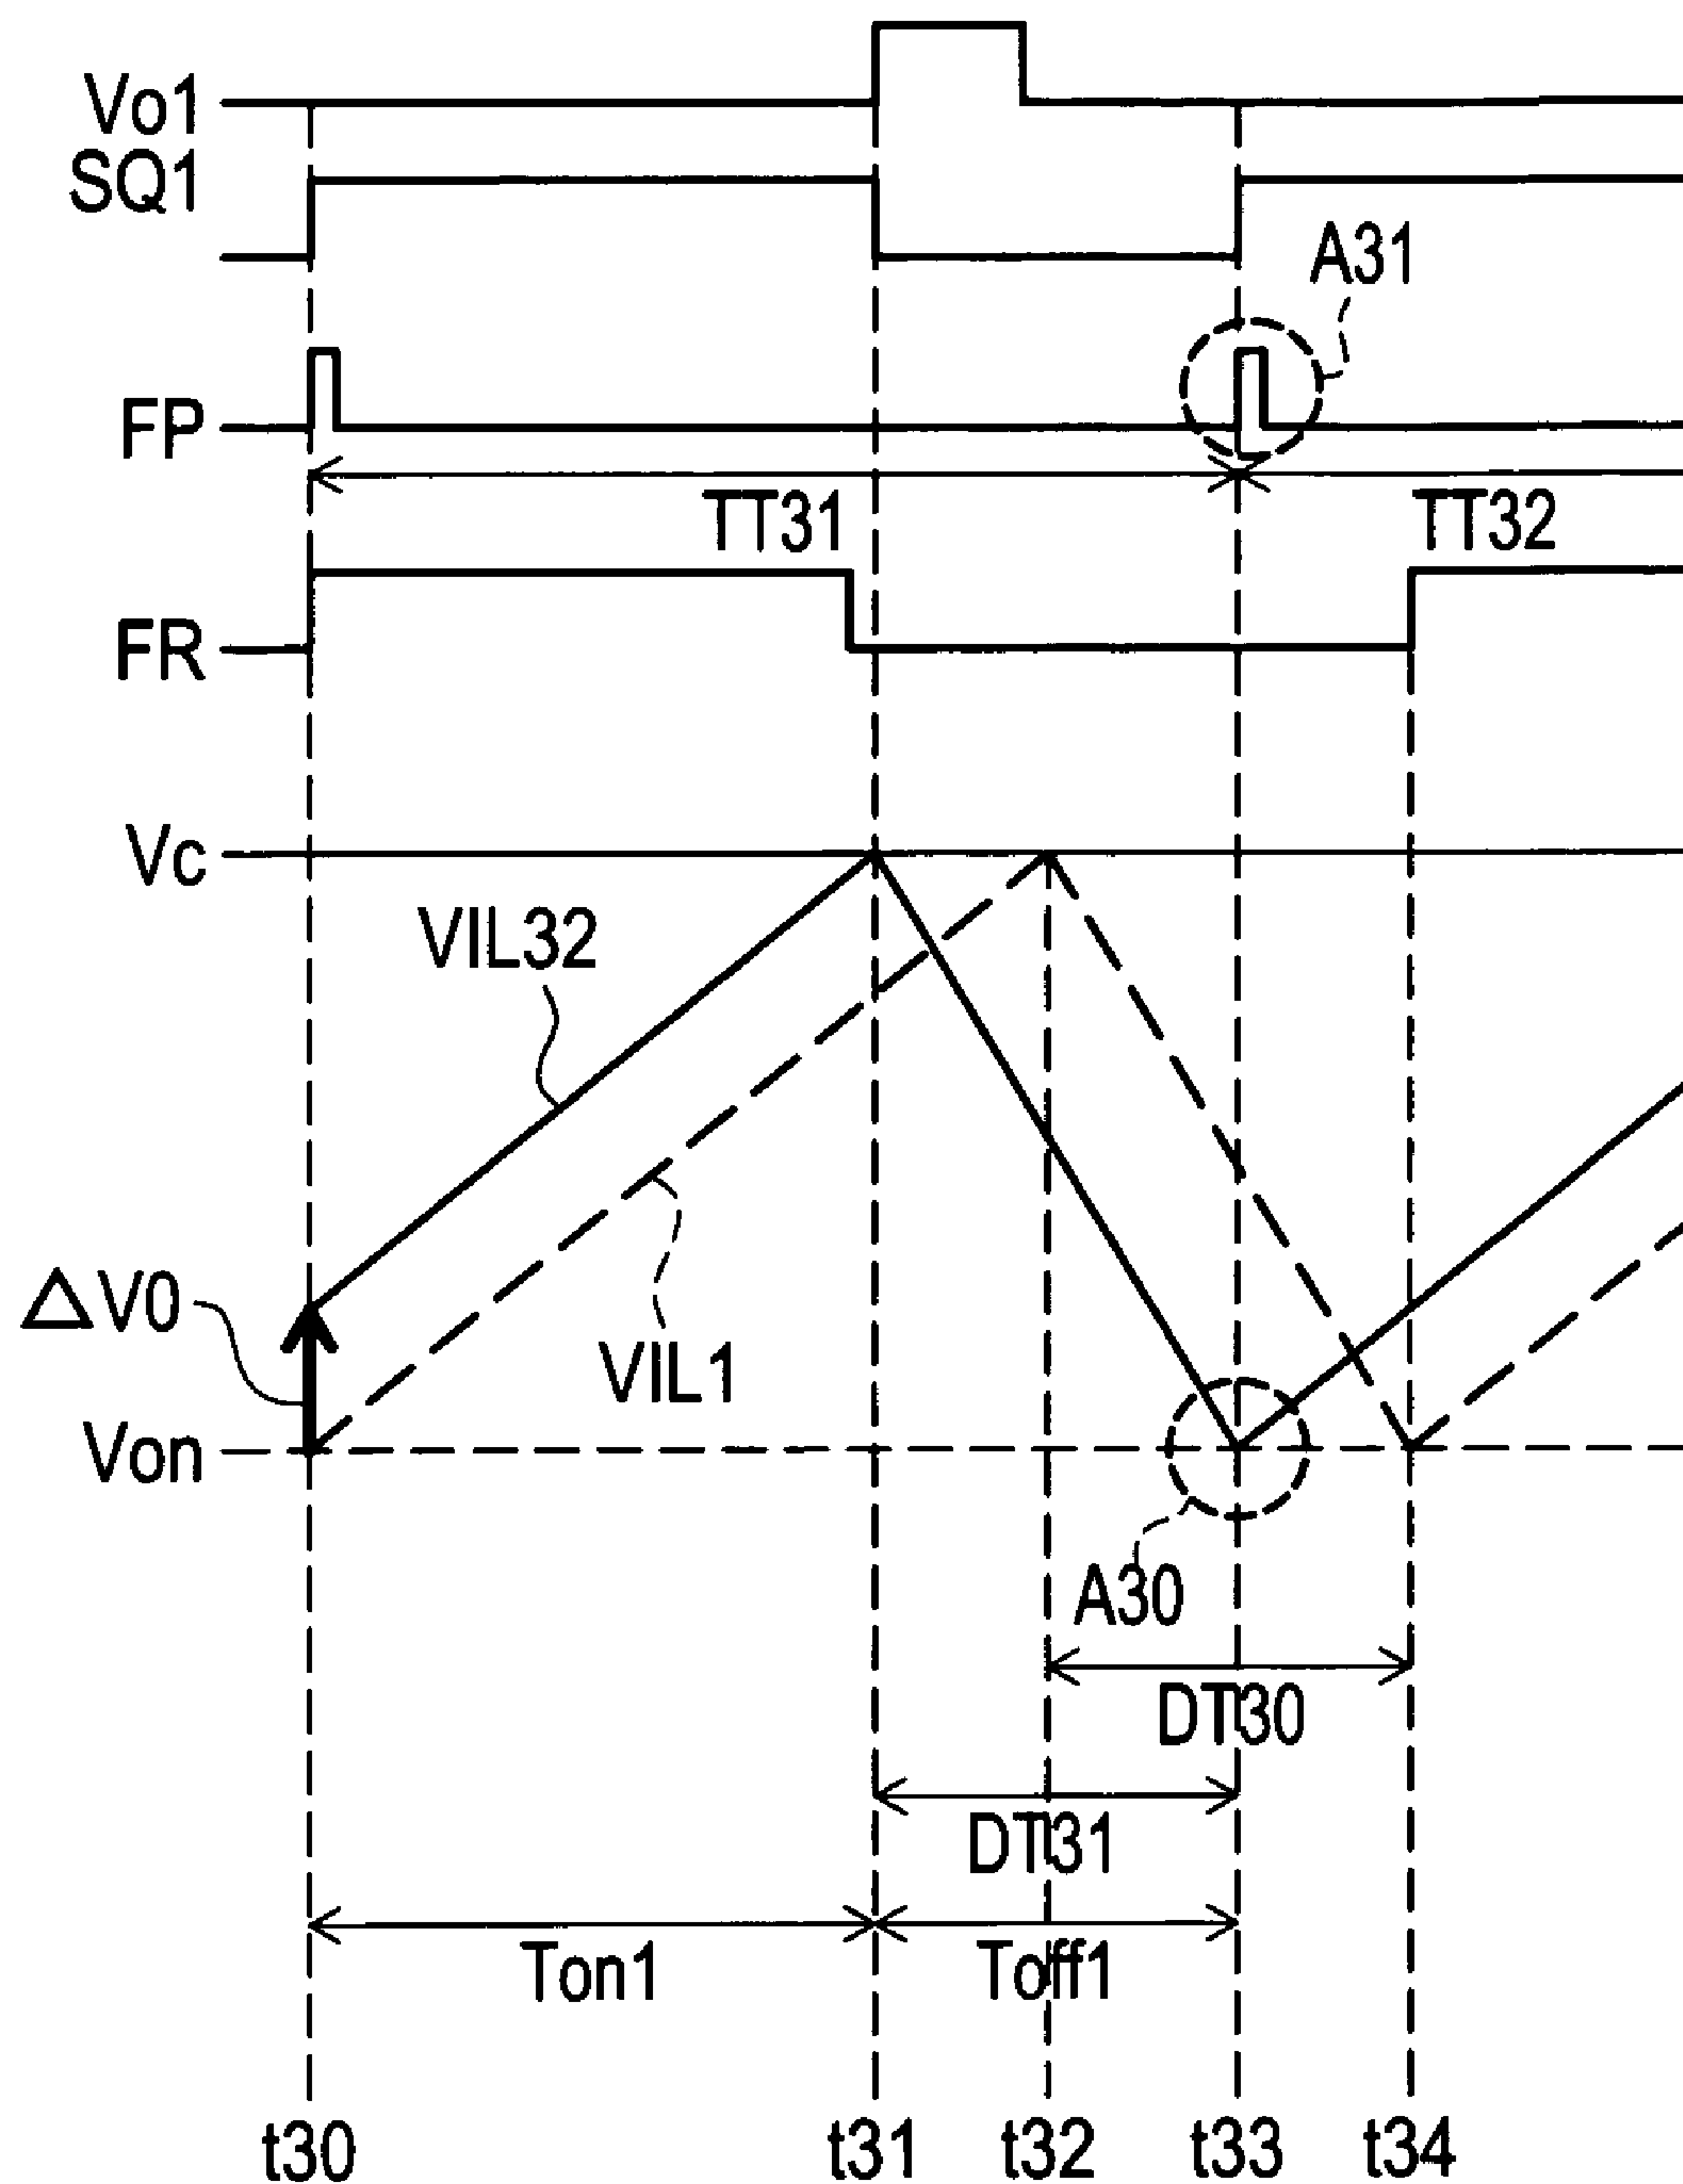 Vo1
SQ1
A31
FP
TT31 TT32
FR
Vc
VIL32
△V0
VIL1
Von
A30
DT30
DT31
Ton1 Toff1
t30 t31 t32 t33 t34